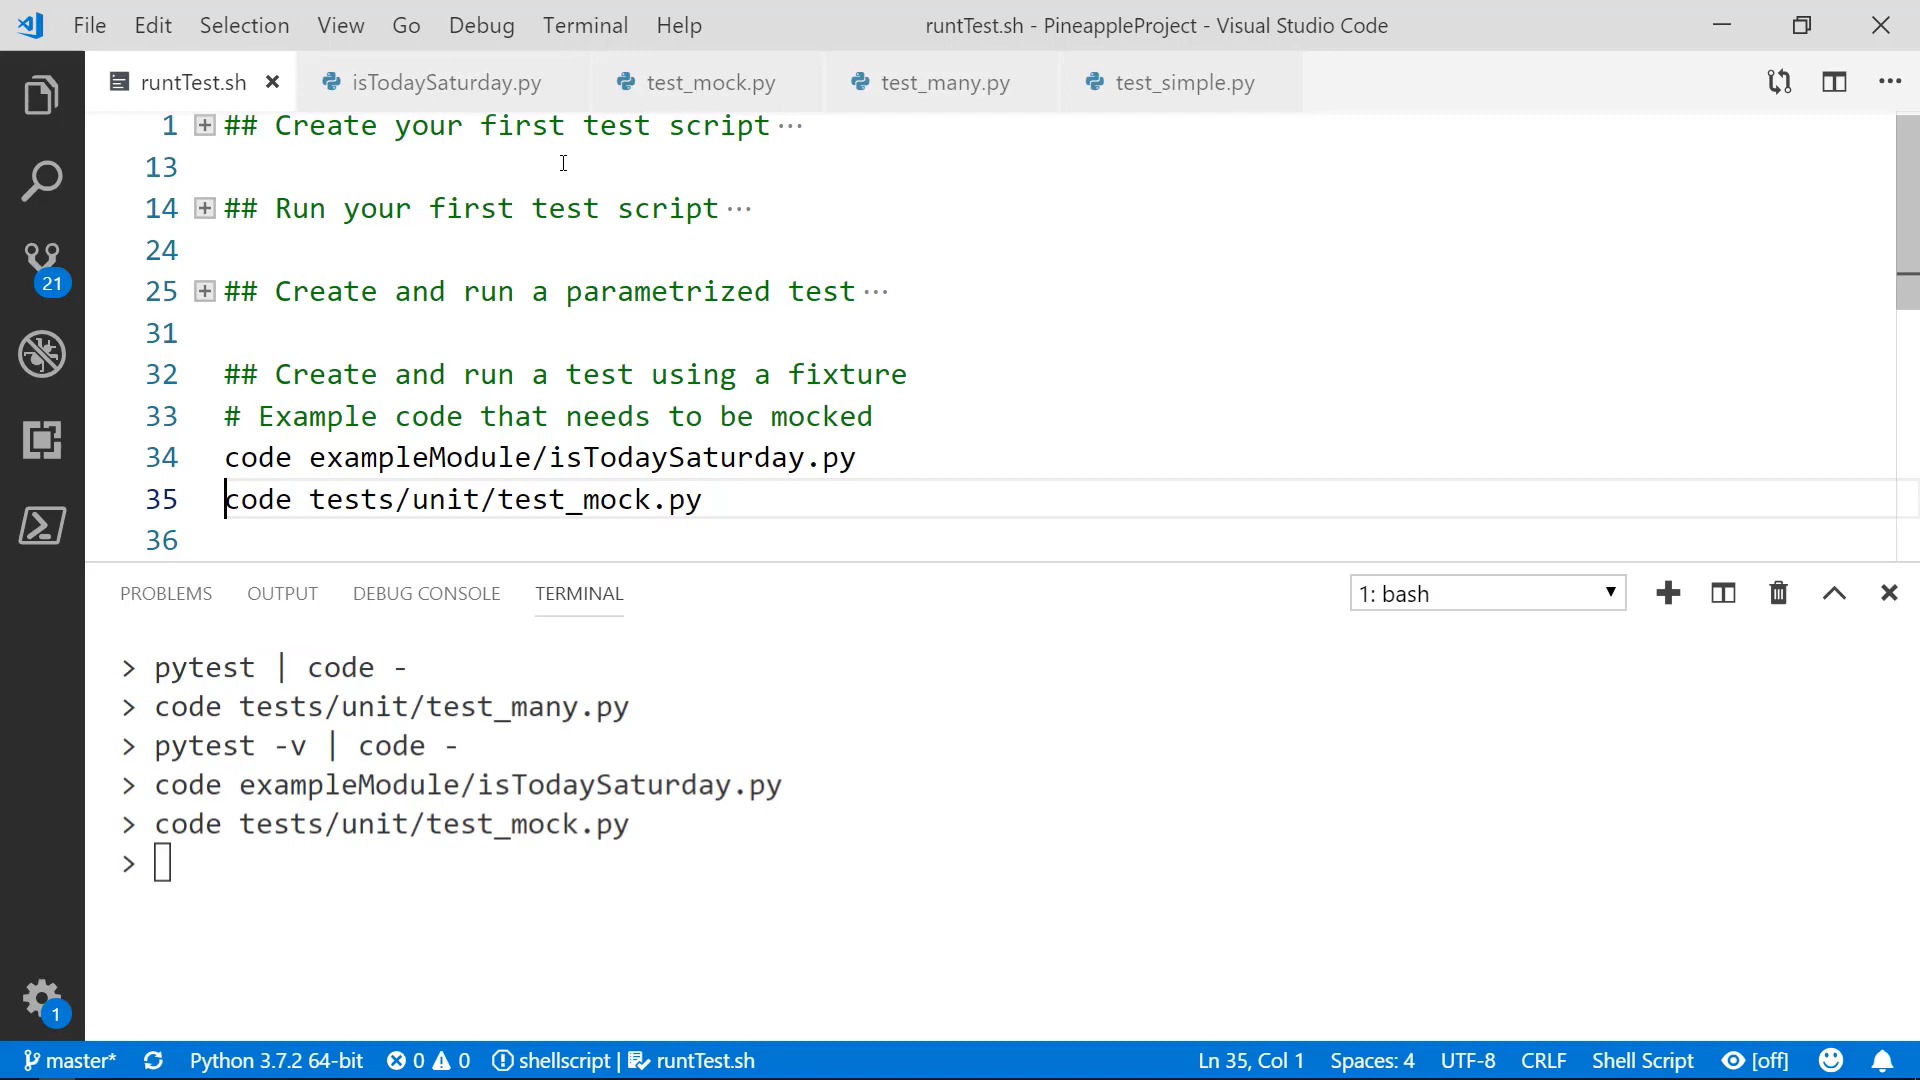 File Edit Selection View Go Debug Terminal Help runtTest.sh - PineappleProject - Visual Studio Code
runtTest.sh isTodaySaturday.py test_mock.py test_many.py test_simple.py
1 ## Create your first test script ...
13
14 ## Run your first test script ...
24
25 ## Create and run a parametrized test ...
31
32 ## Create and run a test using a fixture
33 # Example code that needs to be mocked
34 code exampleModule/isTodaySaturday.py
35 code tests/unit/test_mock.py
36
21
PROBLEMS OUTPUT DEBUG CONSOLE TERMINAL 1: bash
> pytest | code -
> code tests/unit/test_many.py
> pytest -v | code -
> code exampleModule/isTodaySaturday.py
> code tests/unit/test_mock.py
>
1
master* Python 3.7.2 64-bit 0 0 shellscript | runtTest.sh Ln 35, Col 1 Spaces: 4 UTF-8 CRLF Shell Script [off]